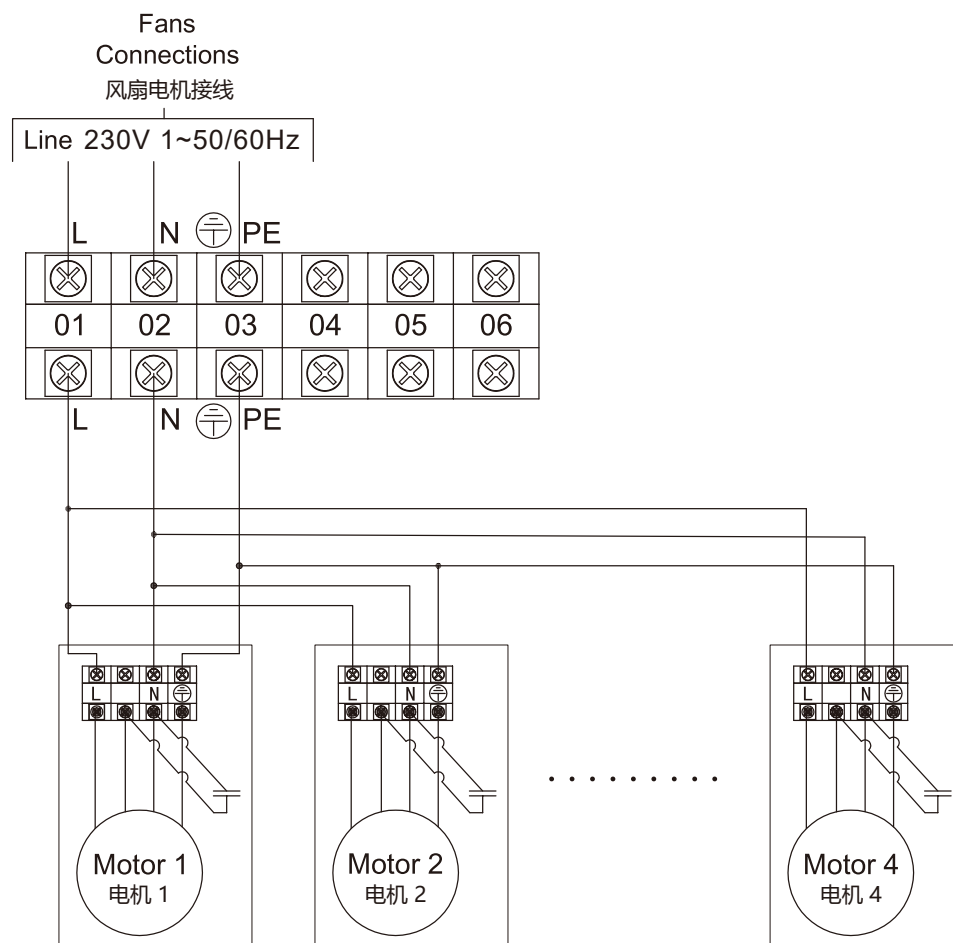 Fans
Connections
风扇电机接线
Line 230V 1~50/60Hz
L N PE
01 02 03 04 05 06
L N PE
L N
L N
L N
Motor 1
电机 1
Motor 2
电机 2
Motor 4
电机 4